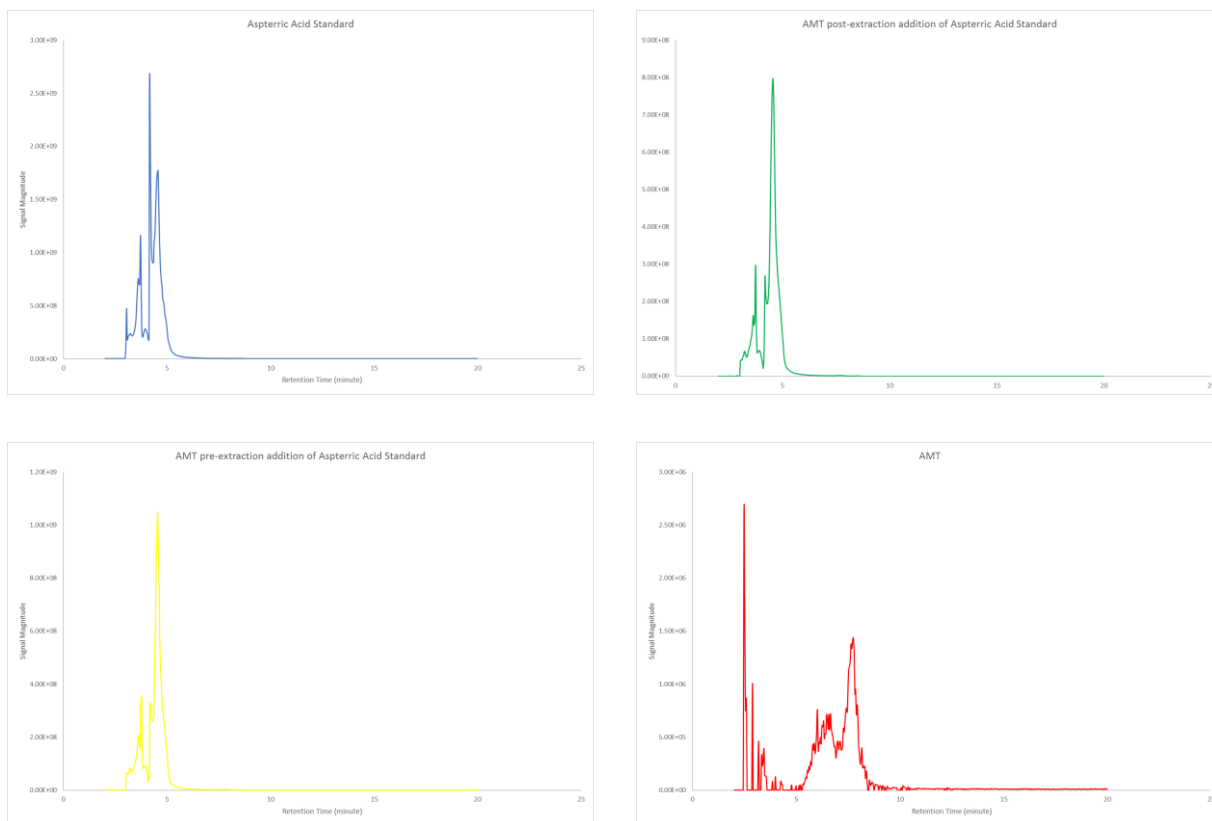 Aspterric Acid Standard
3.00E+09
2.50E+09
2.00E+09
1.50E+09
1.00E+09
5.00E+08
0.00E+00
Signal Magnitude
0 5 10 15 20 25
Retention Time (minute)
AMT post-extraction addition of Aspterric Acid Standard
9.00E+08
8.00E+08
7.00E+08
6.00E+08
5.00E+08
4.00E+08
3.00E+08
2.00E+08
1.00E+08
0.00E+00
0 5 10 15 20 25
AMT pre-extraction addition of Aspterric Acid Standard
1.20E+09
1.00E+09
8.00E+08
6.00E+08
4.00E+08
2.00E+08
0.00E+00
Signal Magnitude
0 5 10 15 20 25
Retention Time (minute)
AMT
3.00E+06
2.50E+06
2.00E+06
1.50E+06
1.00E+06
5.00E+05
0.00E+00
Signal Magnitude
0 5 10 15 20 25
Retention Time (minute)